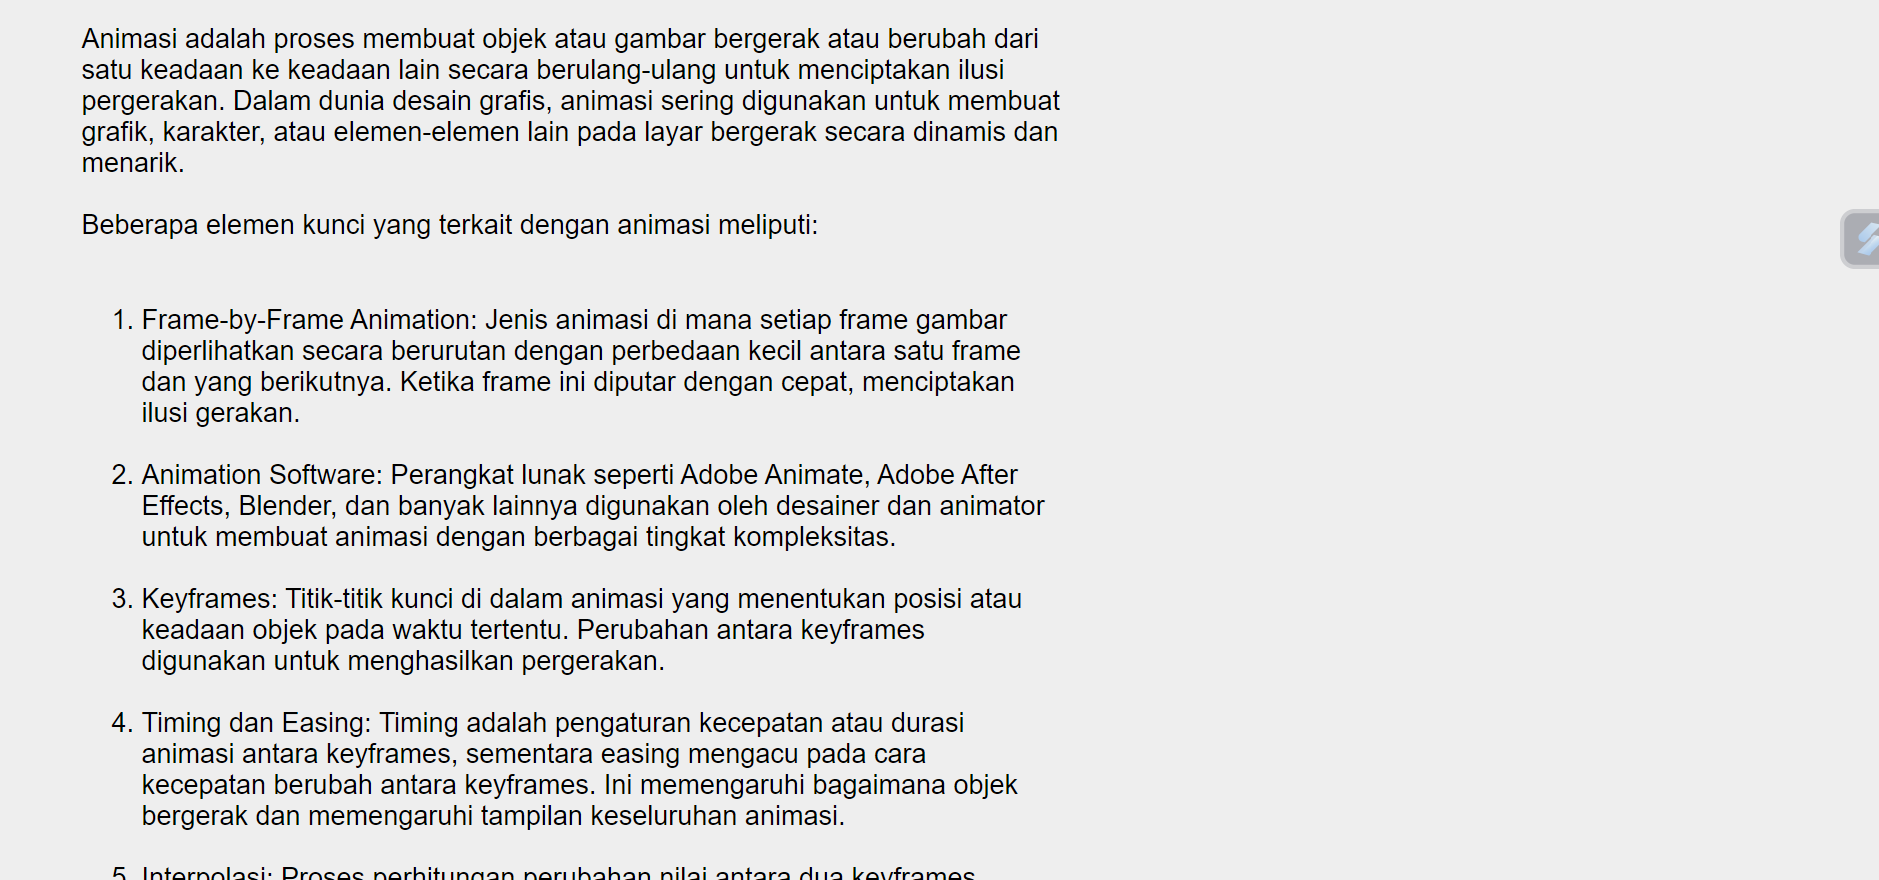 Animasi adalah proses membuat objek atau gambar bergerak atau berubah dari
satu keadaan ke keadaan lain secara berulang-ulang untuk menciptakan ilusi
pergerakan. Dalam dunia desain grafis, animasi sering digunakan untuk membuat
grafik, karakter, atau elemen-elemen lain pada layar bergerak secara dinamis dan
menarik.
Beberapa elemen kunci yang terkait dengan animasi meliputi:
1. Frame-by-Frame Animation: Jenis animasi di mana setiap frame gambar
diperlihatkan secara berurutan dengan perbedaan kecil antara satu frame
dan yang berikutnya. Ketika frame ini diputar dengan cepat, menciptakan
ilusi gerakan.
2. Animation Software: Perangkat lunak seperti Adobe Animate, Adobe After
Effects, Blender, dan banyak lainnya digunakan oleh desainer dan animator
untuk membuat animasi dengan berbagai tingkat kompleksitas.
3. Keyframes: Titik-titik kunci di dalam animasi yang menentukan posisi atau
keadaan objek pada waktu tertentu. Perubahan antara keyframes
digunakan untuk menghasilkan pergerakan.
4. Timing dan Easing: Timing adalah pengaturan kecepatan atau durasi
animasi antara keyframes, sementara easing mengacu pada cara
kecepatan berubah antara keyframes. Ini memengaruhi bagaimana objek
bergerak dan memengaruhi tampilan keseluruhan animasi.
5. Interpolasi: Proses perhitungan perubahan nilai antara dua keyframes